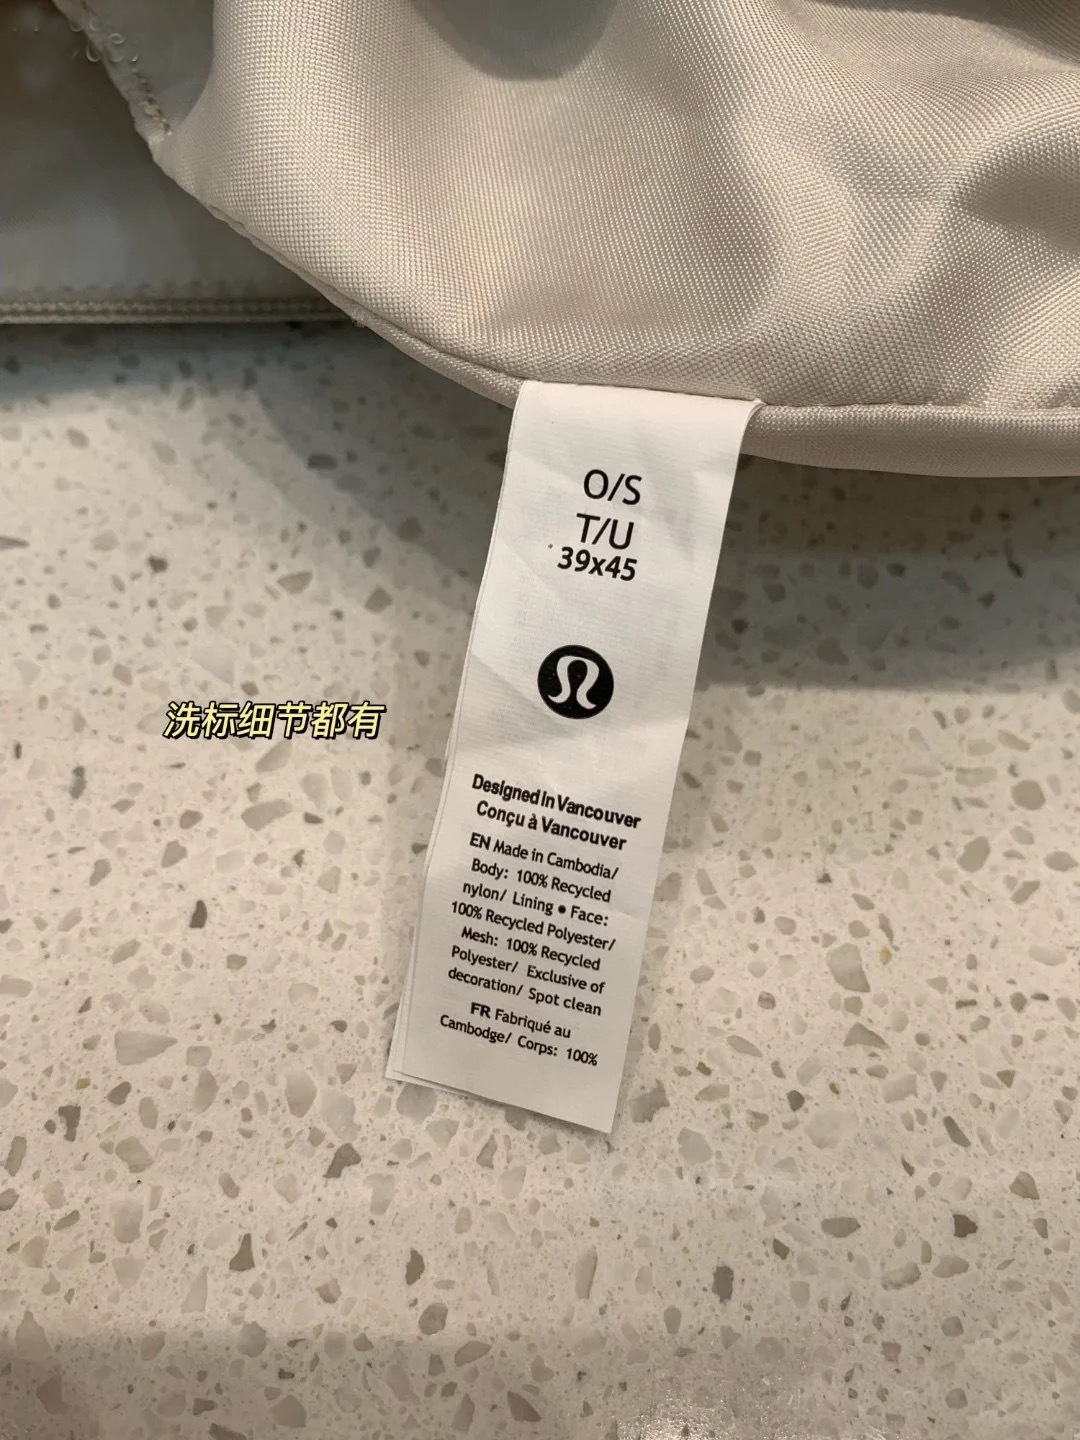 O/S
T/U
39x45
洗标细节都有
Designed in Vancouver
Conçu à Vancouver
EN Made in Cambodia/
Body: 100% Recycled
nylon/ Lining • Face:
100% Recycled Polyester/
Mesh: 100% Recycled
Polyester/ Exclusive of
decoration/ Spot clean
FR Fabriqué au
Cambodge/ Corps: 100%